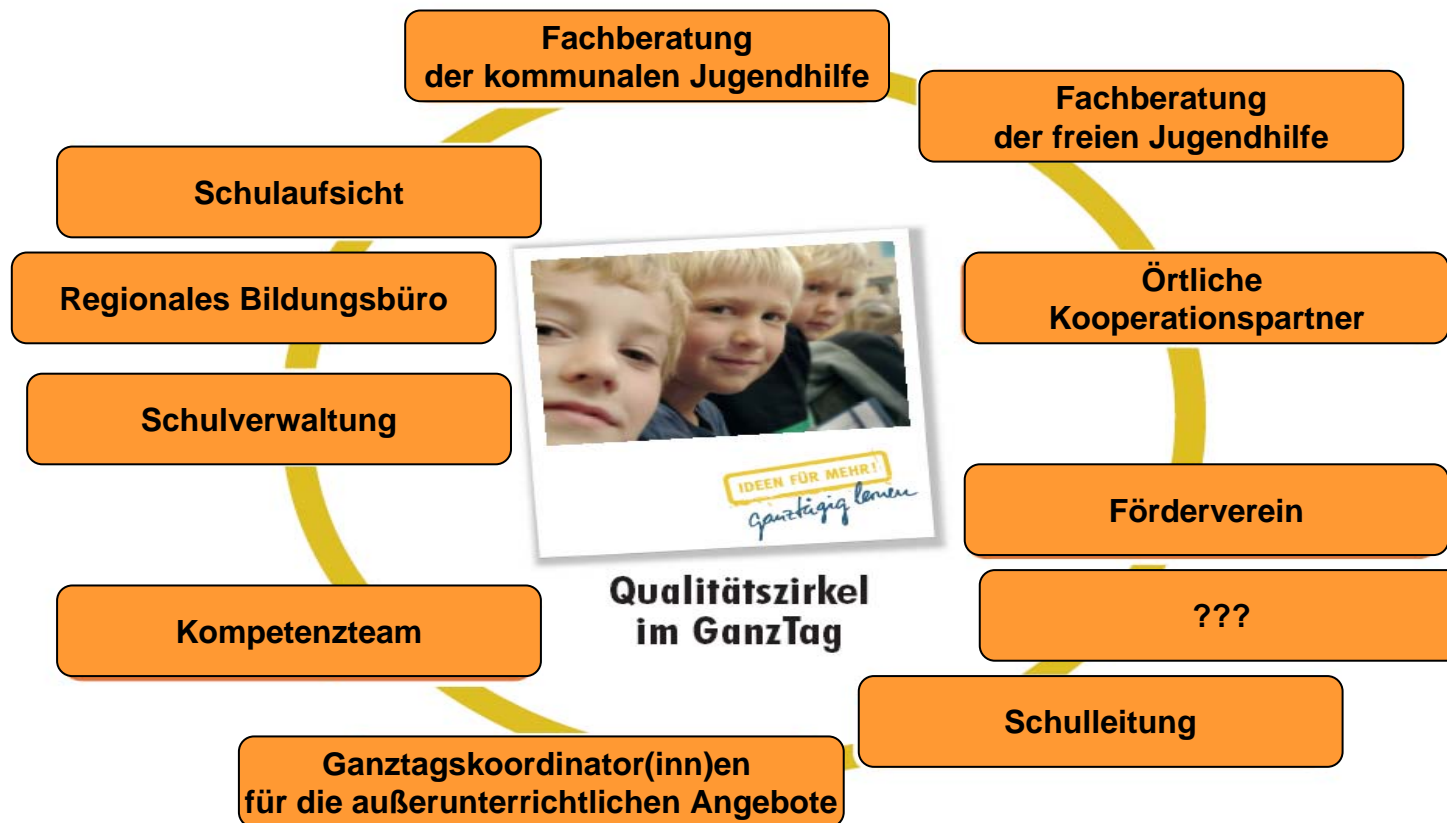 Fachberatung
der kommunalen Jugendhilfe
Fachberatung
der freien Jugendhilfe
Schulaufsicht
Regionales Bildungsbüro
Örtliche
Kooperationspartner
Schulverwaltung
IDEEN FÜR MEHR!
ganztägig lernen
Förderverein
Qualitätszirkel
im GanzTag
???
Kompetenzteam
Schulleitung
Ganztagskoordinator(inn)en
für die außerunterrichtlichen Angebote